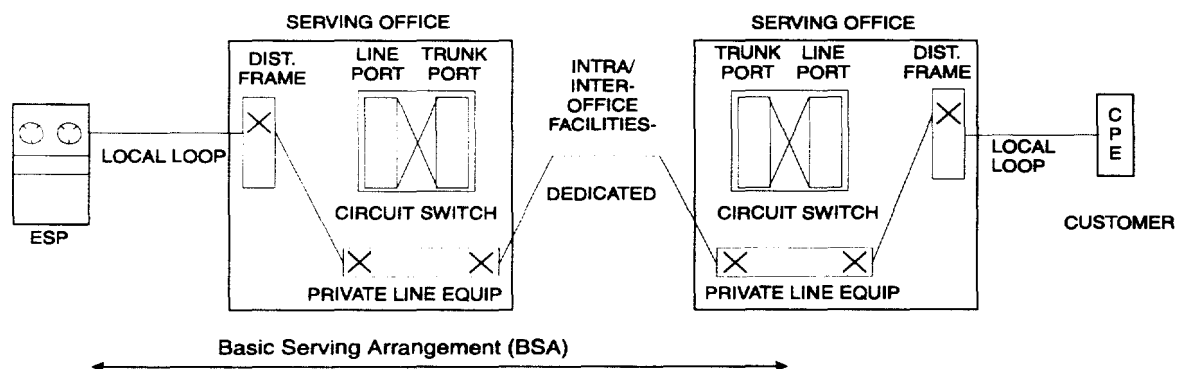 SERVING OFFICE
SERVING OFFICE
DIST.
FRAME
LINE
PORT
TRUNK
PORT
INTRA/
INTER-
OFFICE
FACILITIES-
DEDICATED
TRUNK
PORT
LINE
PORT
DIST.
FRAME
LOCAL LOOP
CIRCUIT SWITCH
CIRCUIT SWITCH
LOCAL
LOOP
C
P
E
ESP
CUSTOMER
PRIVATE LINE EQUIP
PRIVATE LINE EQUIP
Basic Serving Arrangement (BSA)